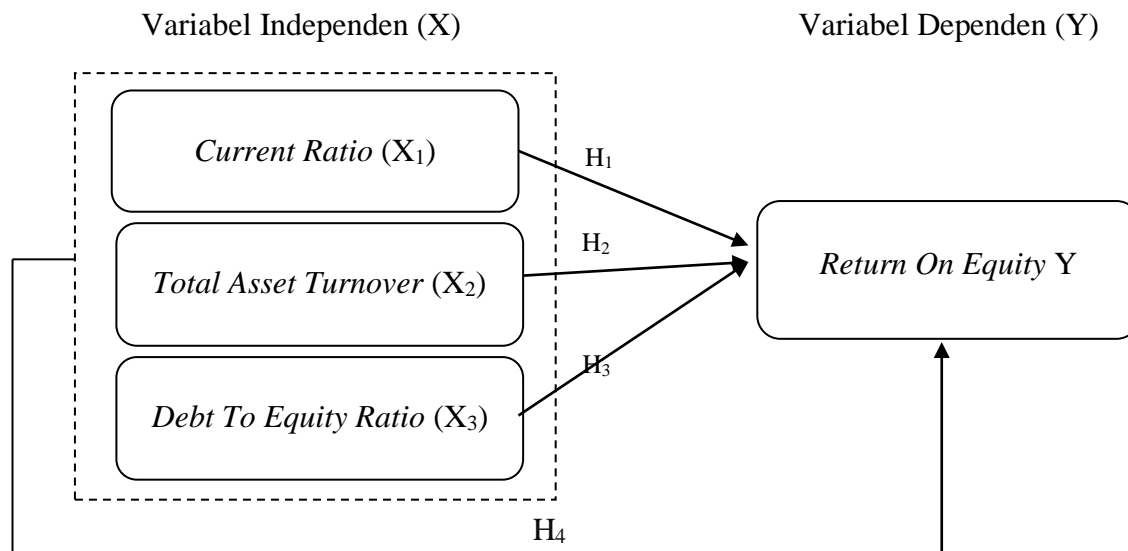 Variabel Independen (X)
Variabel Dependen (Y)
Current Ratio (X₁)
H₁
Total Asset Turnover (X₂)
H₂
Return On Equity Y
Debt To Equity Ratio (X₃)
H₃
H₄